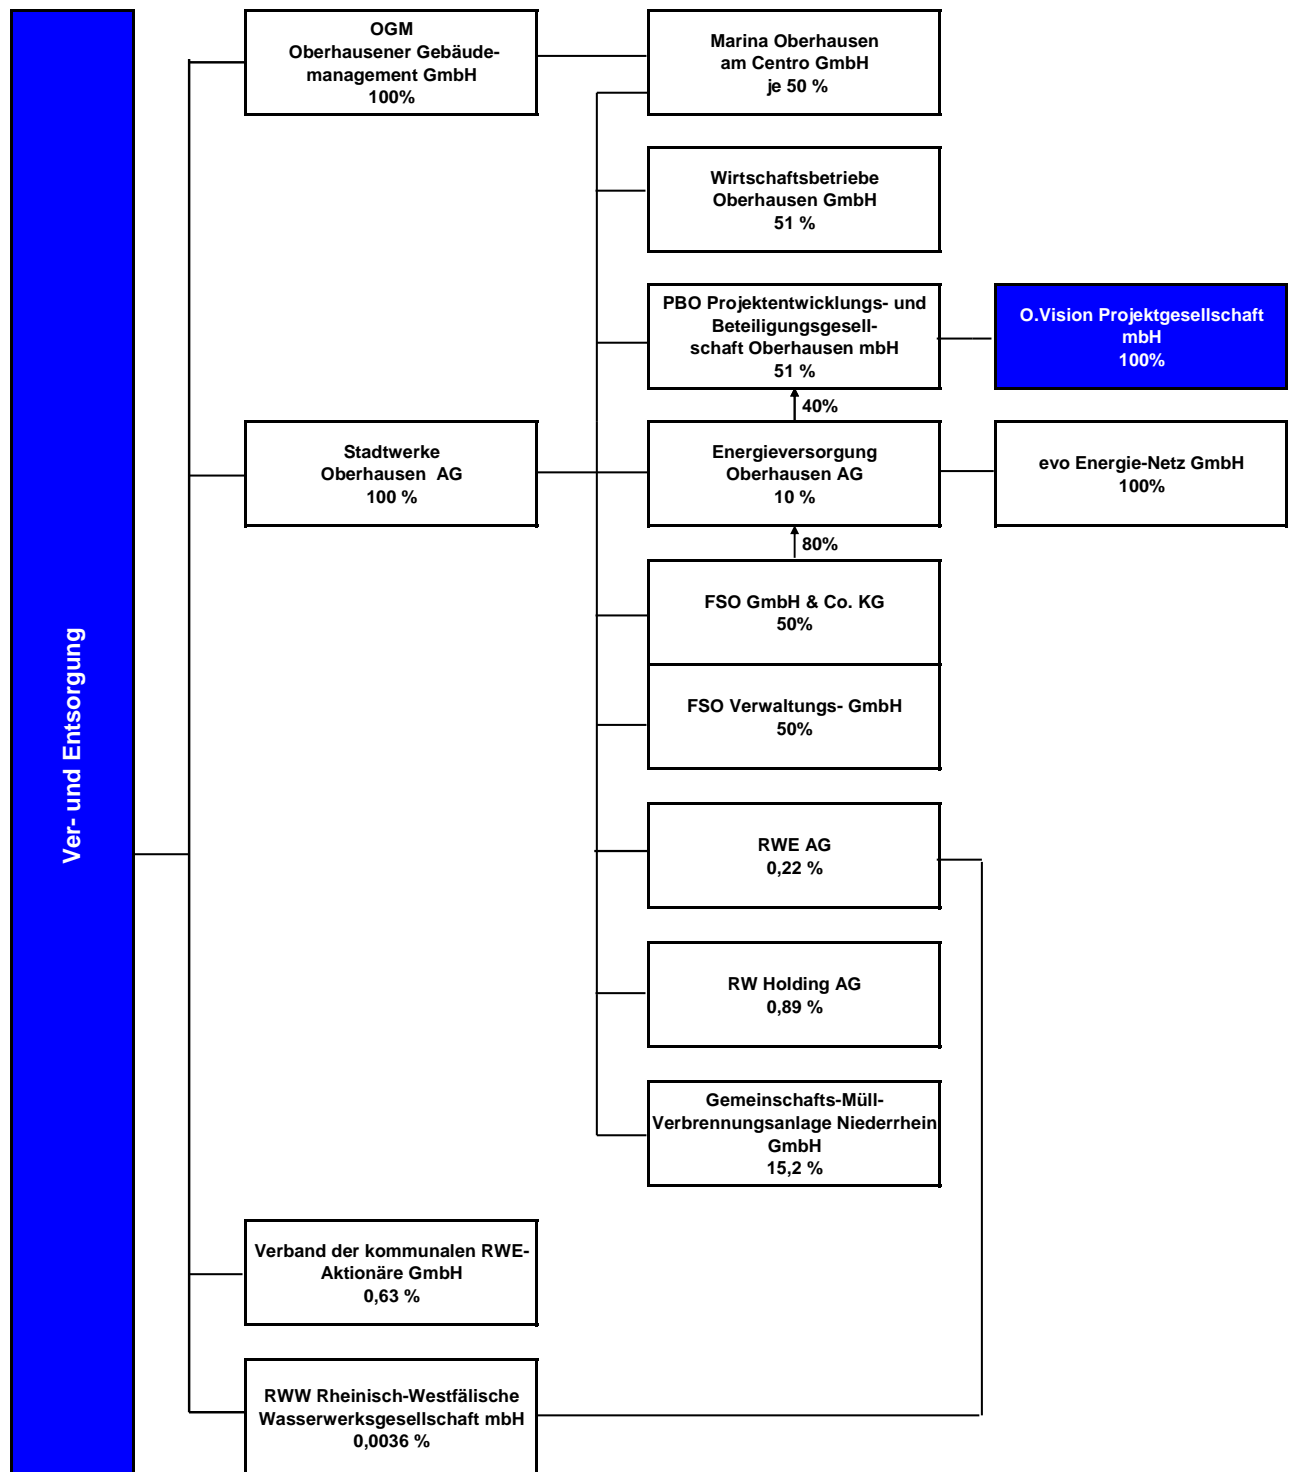 Ver- und Entsorgung
OGM
Oberhausener Gebäude-
management GmbH
100%
Marina Oberhausen
am Centro GmbH
je 50 %
Wirtschaftsbetriebe
Oberhausen GmbH
51 %
PBO Projektentwicklungs- und
Beteiligungsgesell-
schaft Oberhausen mbH
51 %
O.Vision Projektgesellschaft
mbH
100%
40%
Stadtwerke
Oberhausen AG
100 %
Energieversorgung
Oberhausen AG
10 %
evo Energie-Netz GmbH
100%
80%
FSO GmbH & Co. KG
50%
FSO Verwaltungs- GmbH
50%
RWE AG
0,22 %
RW Holding AG
0,89 %
Gemeinschafts-Müll-
Verbrennungsanlage Niederrhein
GmbH
15,2 %
Verband der kommunalen RWE-
Aktionäre GmbH
0,63 %
RWW Rheinisch-Westfälische
Wasserwerksgesellschaft mbH
0,0036 %